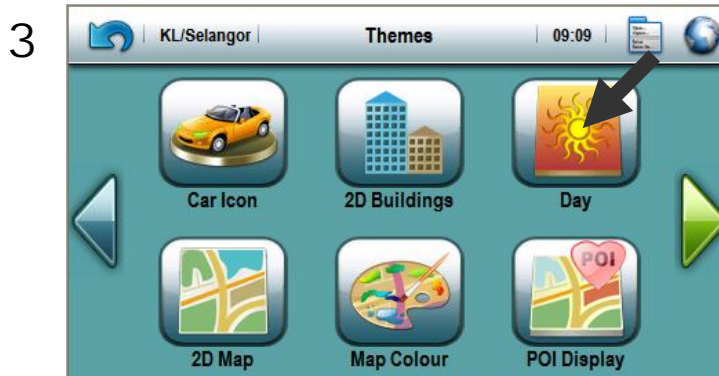 3
KL/Selangor Themes 09:09
Car Icon 2D Buildings Day
POI
2D Map Map Colour POI Display